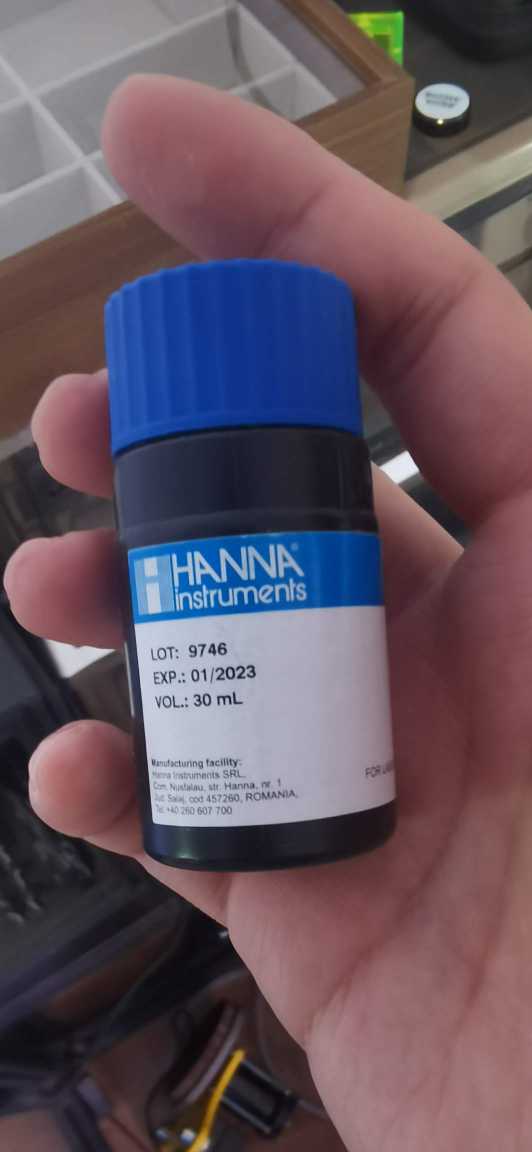 HANNA
instruments
LOT: 9746
EXP.: 01/2023
VOL.: 30 mL
Manufacturing facility:
Hanna Instruments SRL,
Com. Nusfalau, str. Hanna, nr. 1
Jud. Salaj, cod 457260, ROMANIA,
Tel. +40 260 607 700
FOR